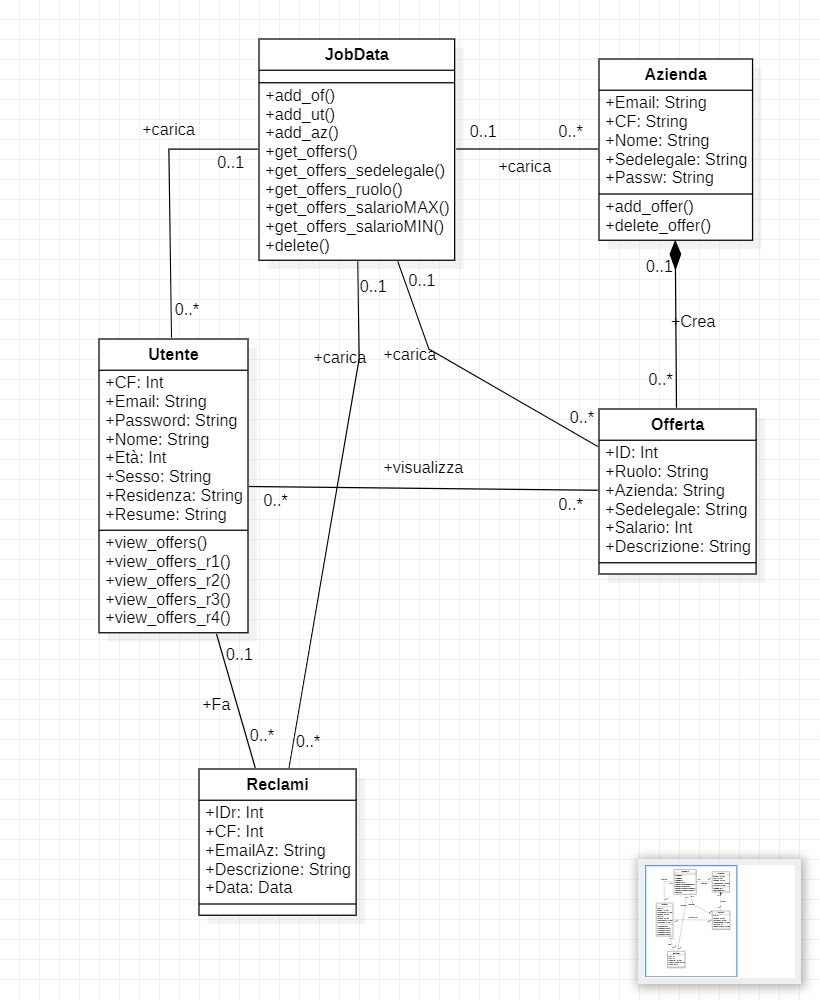 JobData
+add_of()
+add_ut()
+add_az()
+get_offers()
+get_offers_sedelegale()
+get_offers_ruolo()
+get_offers_salarioMAX()
+get_offers_salarioMIN()
+delete()
Azienda
+Email: String
+CF: String
+Nome: String
+Sedelegale: String
+Passw: String
+add_offer()
+delete_offer()
+carica
0..1
0..*
0..1
0..*
+carica
0..1
0..1
+carica
+carica
0..*
0..1
+Crea
0..*
Utente
+CF: Int
+Email: String
+Password: String
+Nome: String
+Età: Int
+Sesso: String
+Residenza: String
+Resume: String
+view_offers()
+view_offers_r1()
+view_offers_r2()
+view_offers_r3()
+view_offers_r4()
+visualizza
0..*
0..*
Offerta
+ID: Int
+Ruolo: String
+Azienda: String
+Sedelegale: String
+Salario: Int
+Descrizione: String
0..1
+Fa
0..*
0..*
Reclami
+IDr: Int
+CF: Int
+EmailAz: String
+Descrizione: String
+Data: Data